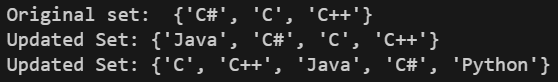 Original set:  {'C#', 'C', 'C++'}
Updated Set: {'Java', 'C#', 'C', 'C++'}
Updated Set: {'C', 'C++', 'Java', 'C#', 'Python'}